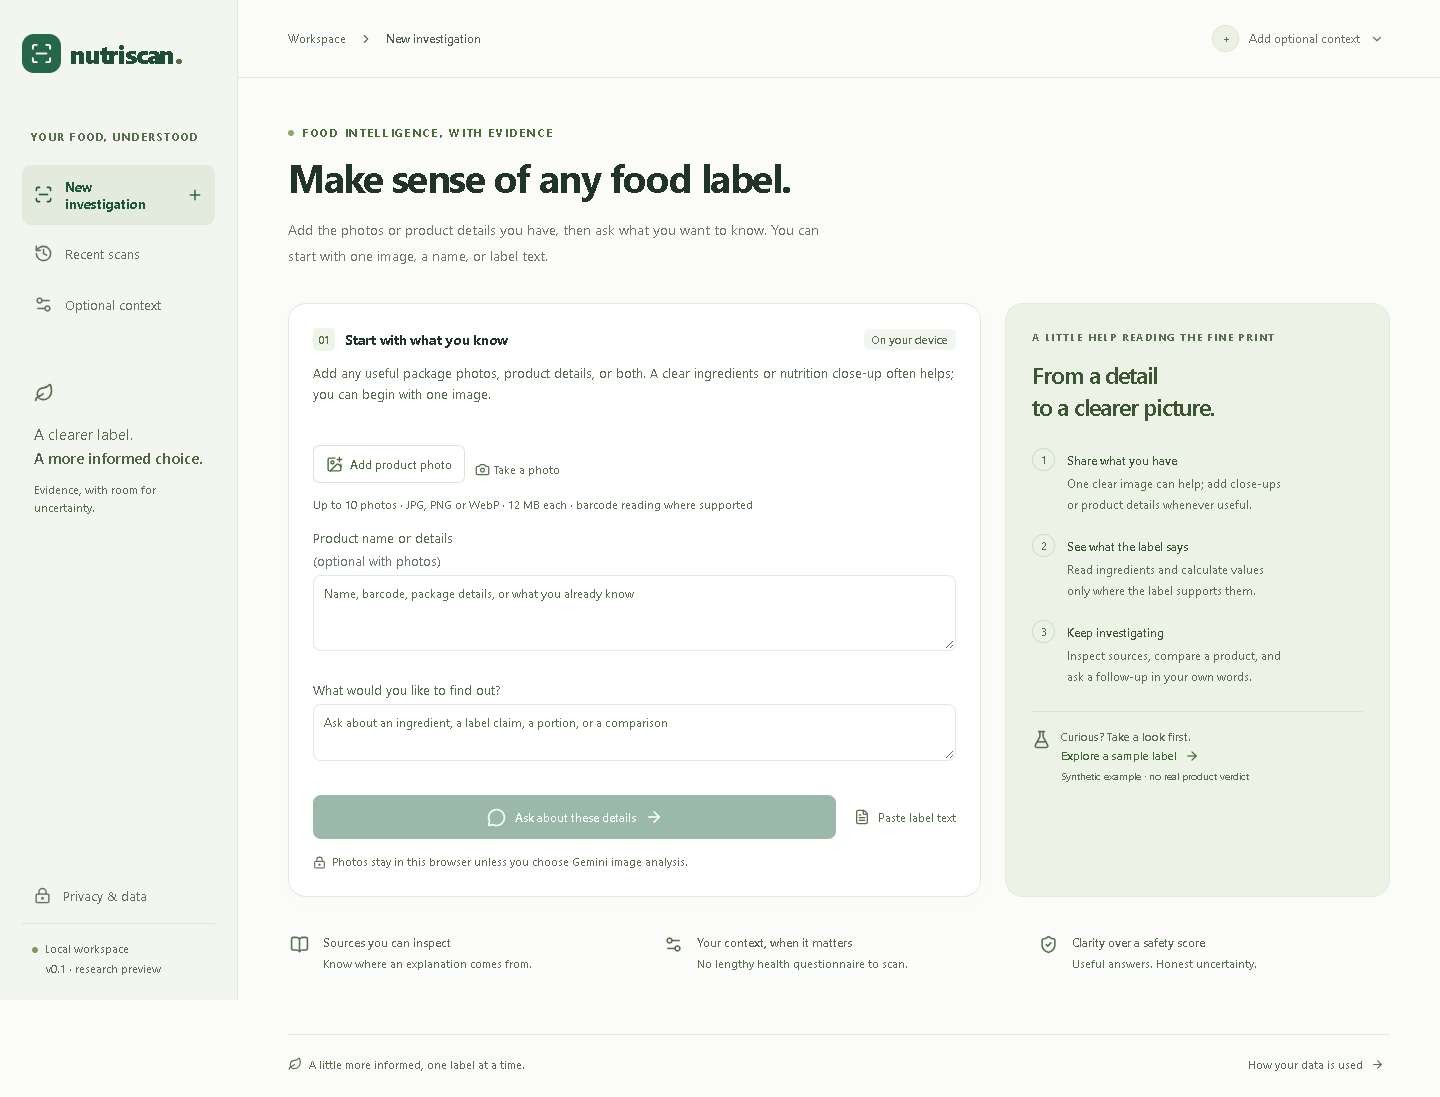 nutriscan.
YOUR FOOD, UNDERSTOOD
New
investigation
Recent scans
Optional context
A clearer label.
A more informed choice.
Evidence, with room for
uncertainty.
Privacy & data
Local workspace
v0.1 · research preview
Workspace
New investigation
+
Add optional context
FOOD INTELLIGENCE, WITH EVIDENCE
Make sense of any food label.
Add the photos or product details you have, then ask what you want to know. You can
start with one image, a name, or label text.
01
Start with what you know
On your device
Add any useful package photos, product details, or both. A clear ingredients or nutrition close-up often helps;
you can begin with one image.
Add product photo
Take a photo
Up to 10 photos · JPG, PNG or WebP · 12 MB each · barcode reading where supported
Product name or details
(optional with photos)
Name, barcode, package details, or what you already know
What would you like to find out?
Ask about an ingredient, a label claim, a portion, or a comparison
Ask about these details
Paste label text
Photos stay in this browser unless you choose Gemini image analysis.
A LITTLE HELP READING THE FINE PRINT
From a detail
to a clearer picture.
1
Share what you have
One clear image can help; add close-ups
or product details whenever useful.
2
See what the label says
Read ingredients and calculate values
only where the label supports them.
3
Keep investigating
Inspect sources, compare a product, and
ask a follow-up in your own words.
Curious? Take a look first.
Explore a sample label
Synthetic example · no real product verdict
Sources you can inspect
Know where an explanation comes from.
Your context, when it matters
No lengthy health questionnaire to scan.
Clarity over a safety score
Useful answers. Honest uncertainty.
A little more informed, one label at a time.
How your data is used